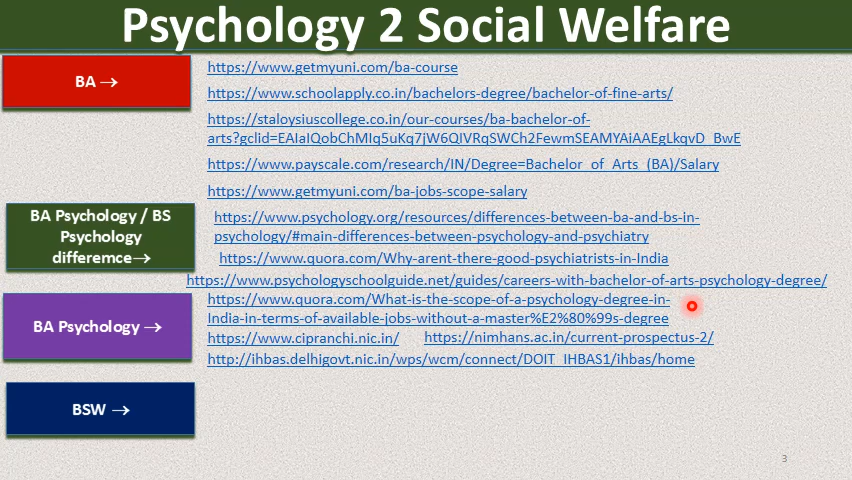 Psychology 2 Social Welfare
BA →
https://www.getmyuni.com/ba-course
https://www.schoolapply.co.in/bachelors-degree/bachelor-of-fine-arts/
https://staloysiuscollege.co.in/our-courses/ba-bachelor-of-
arts?gclid=EAIaIQobChMIq5uKq7jW6QIVRqSWCh2FewmSEAMYAiAAEgLkqvD_BwE
https://www.payscale.com/research/IN/Degree=Bachelor_of_Arts_(BA)/Salary
https://www.getmyuni.com/ba-jobs-scope-salary
BA Psychology / BS
Psychology
differemce→
https://www.psychology.org/resources/differences-between-ba-and-bs-in-
psychology/#main-differences-between-psychology-and-psychiatry
https://www.quora.com/Why-arent-there-good-psychiatrists-in-India
https://www.psychologyschoolguide.net/guides/careers-with-bachelor-of-arts-psychology-degree/
BA Psychology →
https://www.quora.com/What-is-the-scope-of-a-psychology-degree-in-
India-in-terms-of-available-jobs-without-a-master%E2%80%99s-degree
https://www.cipranchi.nic.in/ https://nimhans.ac.in/current-prospectus-2/
http://ihbas.delhigovt.nic.in/wps/wcm/connect/DOIT_IHBAS1/ihbas/home
BSW →
3